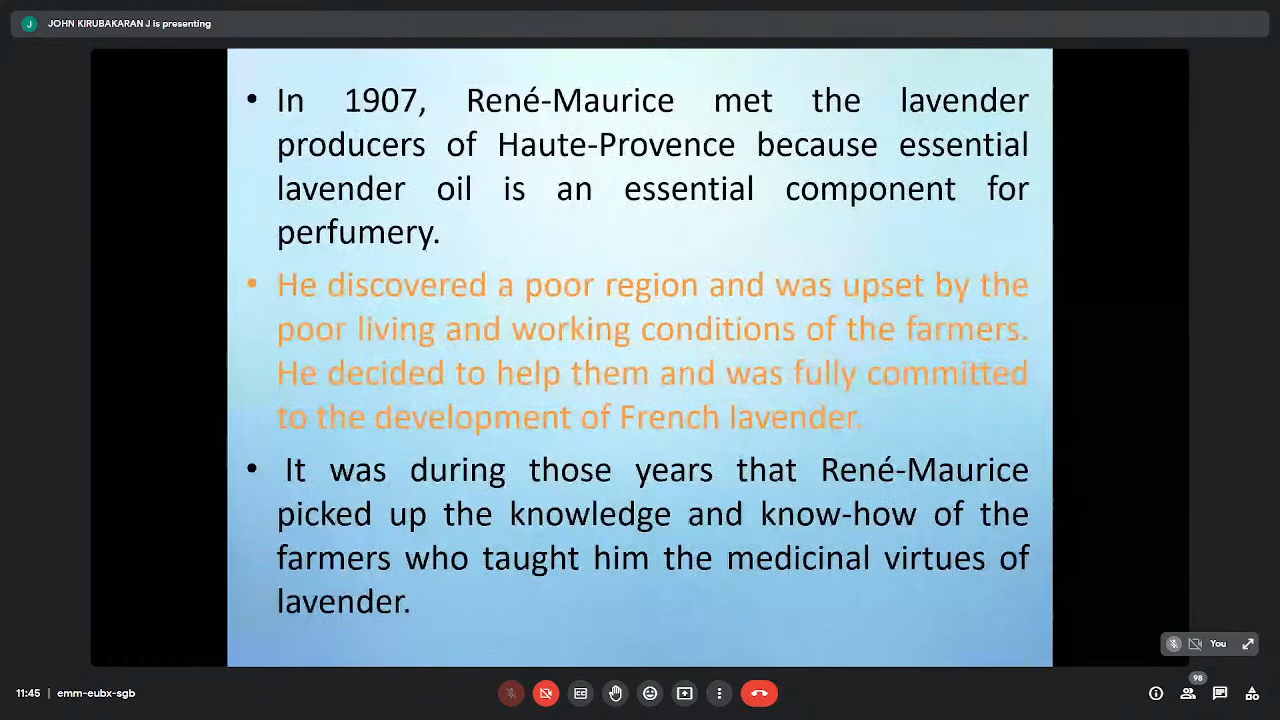 J JOHN KIRUBAKARAN J is presenting
• In 1907, René-Maurice met the lavender
producers of Haute-Provence because essential
lavender oil is an essential component for
perfumery.
• He discovered a poor region and was upset by the
poor living and working conditions of the farmers.
He decided to help them and was fully committed
to the development of French lavender.
• It was during those years that René-Maurice
picked up the knowledge and know-how of the
farmers who taught him the medicinal virtues of
lavender.
You
11:45 | emm-eubx-sgb
CC
98